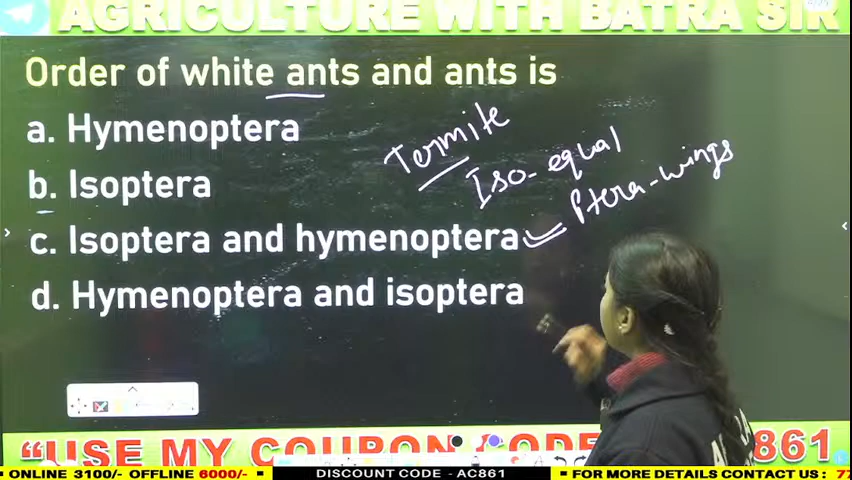 AGRICULTURE WITH BATRA SIR
Order of white ants and ants is
a. Hymenoptera
b. Isoptera
c. Isoptera and hymenoptera
d. Hymenoptera and isoptera
Termite
Iso-equal
Ptera-wings
"USE MY COUPON CODE 861
ONLINE 3100/- OFFLINE 6000/- DISCOUNT CODE - AC861 FOR MORE DETAILS CONTACT US : 77